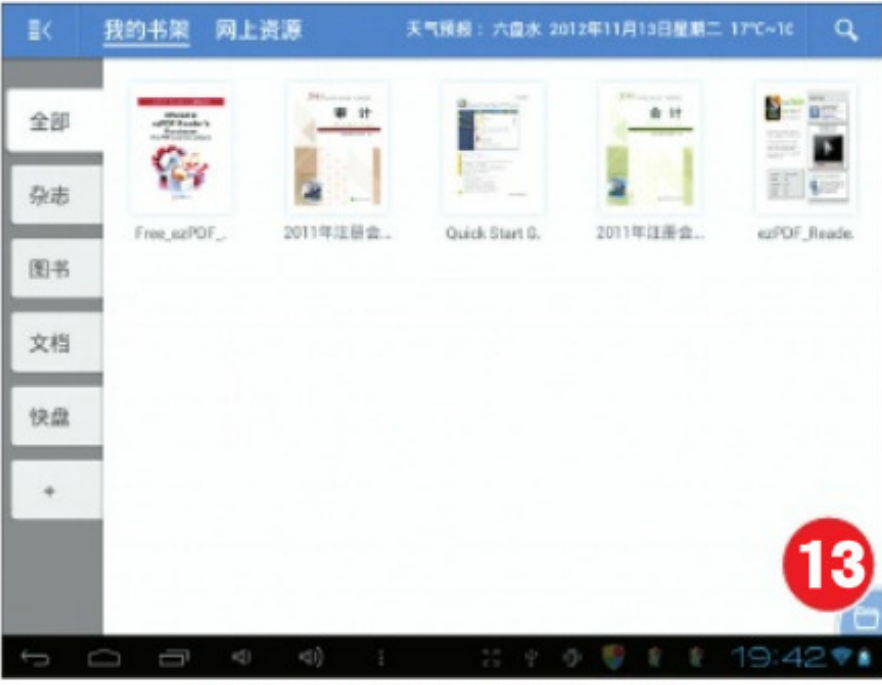 我的书架 网上资源 天气预报：六盘水 2012年11月13日星期二 17℃~1
全部
杂志
图书
文档
快盘
+
审计
会计
Free_ezPDF_.
2011年注册会...
Quick Start G.
2011年注册会...
ezPDF_Reade.
13
19:42